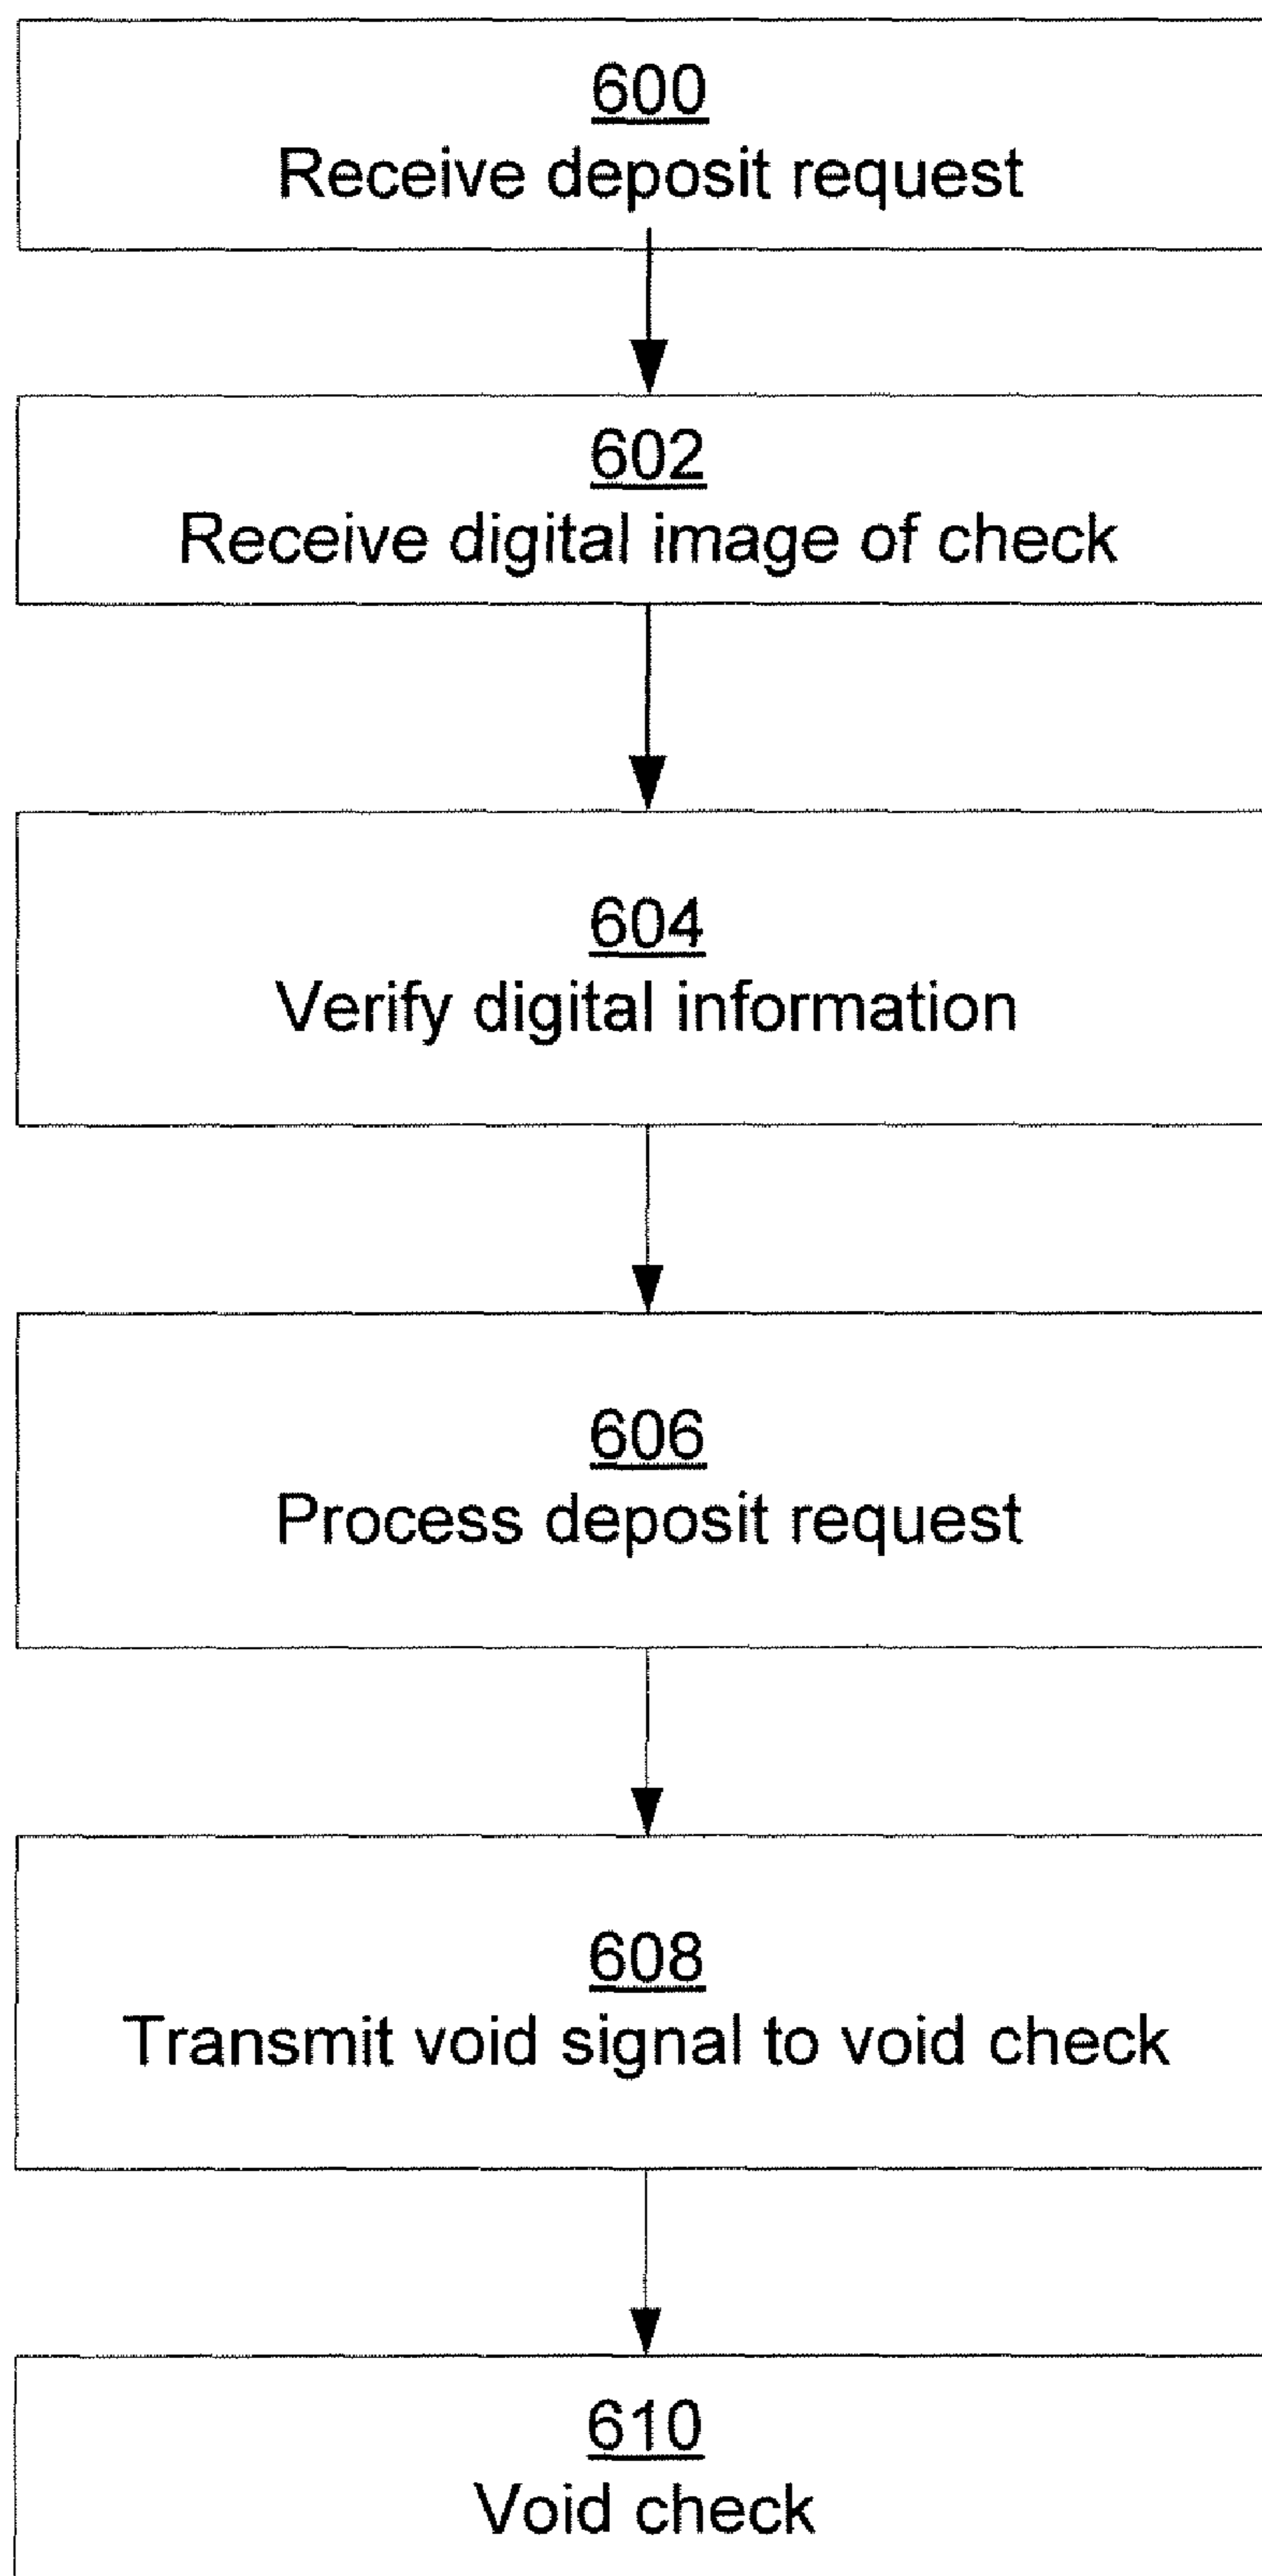 600
Receive deposit request
602
Receive digital image of check
604
Verify digital information
606
Process deposit request
608
Transmit void signal to void check
610
Void check